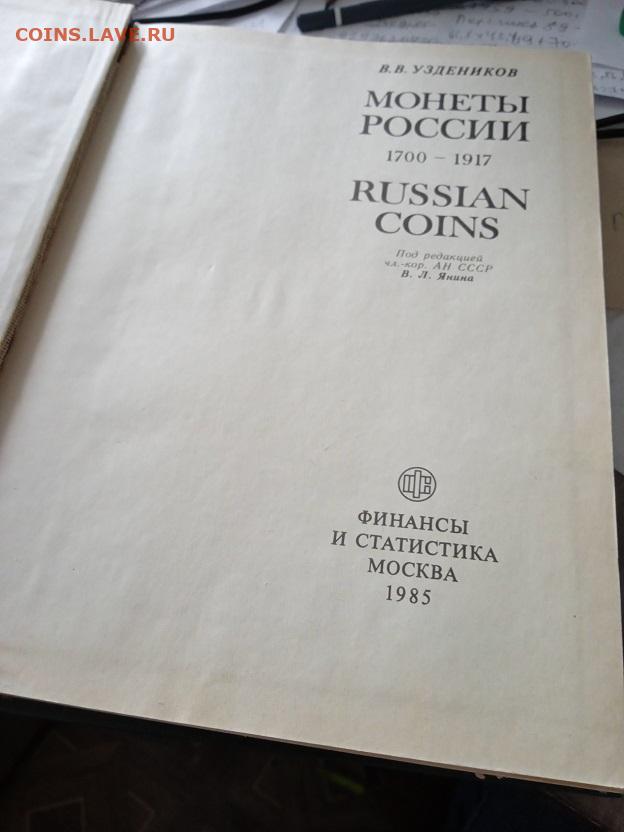 COINS.LAVE.RU
В. В. УЗДЕНИКОВ
МОНЕТЫ
РОССИИ
1700 – 1917
RUSSIAN
COINS
Под редакцией
чл.-кор. АН СССР
В. Л. Янина
ФИНАНСЫ
И СТАТИСТИКА
МОСКВА
1985